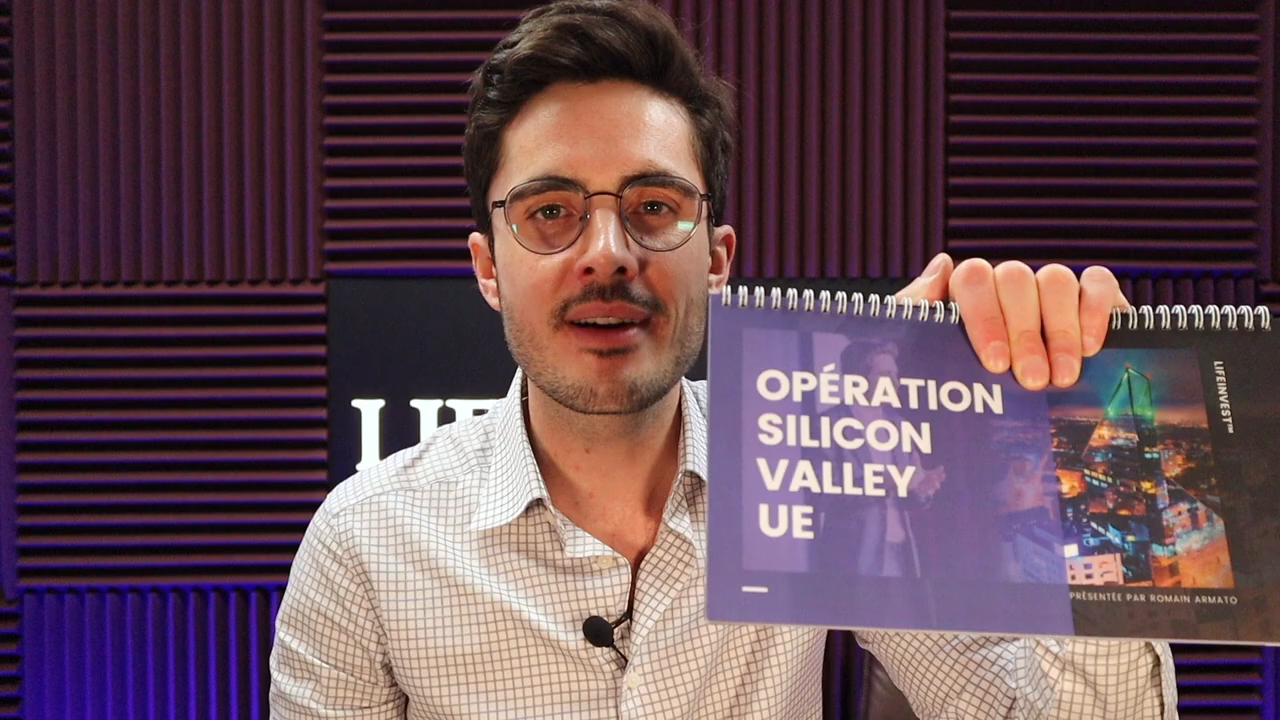 OPÉRATION
SILICON
VALLEY
UE
LIFEINVEST™
PRÉSENTÉE PAR ROMAIN ARMATO